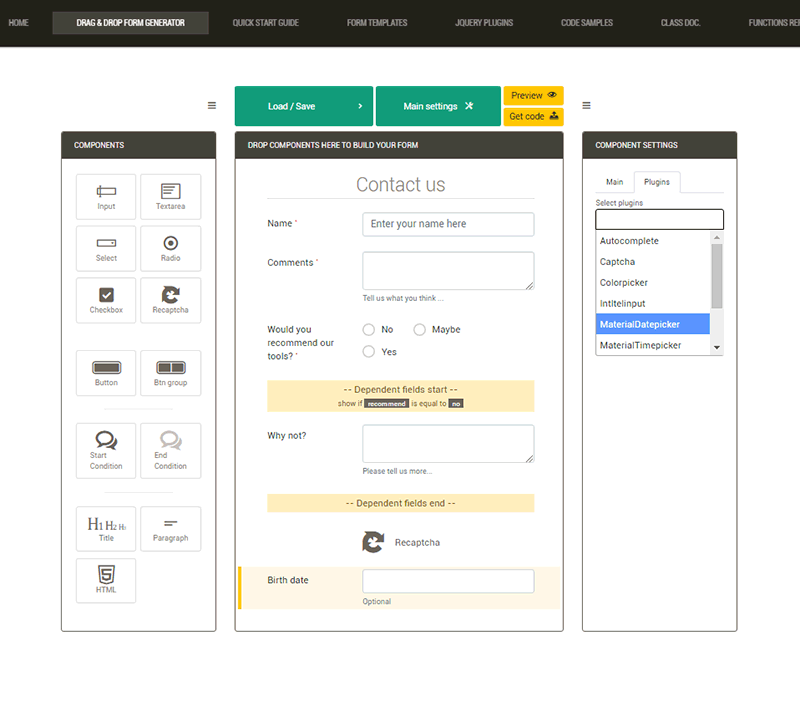 HOME DRAG & DROP FORM GENERATOR QUICK START GUIDE FORM TEMPLATES JQUERY PLUGINS CODE SAMPLES CLASS DOC. FUNCTIONS REF
Load / Save
Main settings
Preview
Get code
COMPONENTS
Input
Textarea
Select
Radio
Checkbox
Recaptcha
Button
Btn group
Start
Condition
End
Condition
H1 H2 H3
Title
Paragraph
HTML
DROP COMPONENTS HERE TO BUILD YOUR FORM
Contact us
Name *
Enter your name here
Comments *
Tell us what you think ...
Would you
recommend our
tools? *
No
Maybe
Yes
-- Dependent fields start --
show if recommend is equal to no
Why not?
Please tell us more...
-- Dependent fields end --
Recaptcha
Birth date
Optional
COMPONENT SETTINGS
Main
Plugins
Select plugins
Autocomplete
Captcha
Colorpicker
Intltelinput
MaterialDatepicker
MaterialTimepicker